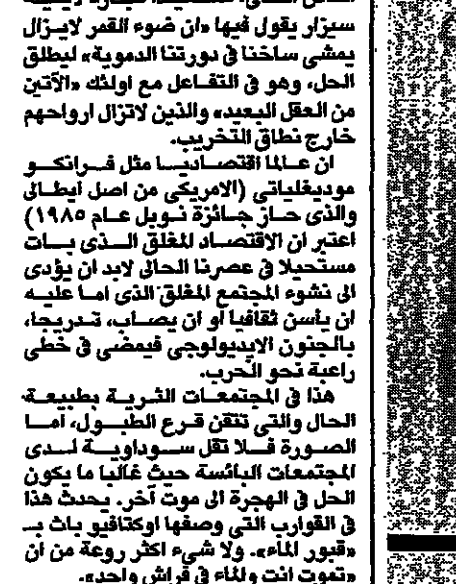 سيزار يقول فيها «ان ضوء القمر لايزال
يمشي ساخنا في دورتنا الدموية» ليطلق
الحل، وهو في التفاعل مع اولئك «الآتين
من العقل البعيد» والذين لاتزال ارواحهم
خارج نطاق التخريب.
ان عالما اقتصاديا مثل فرانكو
موديغلياني (الامريكي من اصل ايطالي
والذي حاز جائزة نوبل عام ١٩٨٥)
اعتبر ان الاقتصاد المغلق الذي بات
مستحيلا في عصرنا الحالي لابد ان يؤدي
الى نشوء المجتمع المغلق الذي اما عليه
ان يأسن ثقافيا او ان يصاب، تدريجا،
بالجنون الايديولوجي فيمضي في خطى
راعبة نحو الحرب.
هذا في المجتمعات الثرية بطبيعة
الحال والتي تتقن قرع الطبول، اما
الصورة فلا تقل سوداوية لدى
المجتمعات البائسة حيث غالبا ما يكون
الحل في الهجرة الى موت آخر. يحدث هذا
في القوارب التي وصفها اوكتافيو باث بـ
«قبور الماء». ولا شيء اكثر روعة من ان
«تموت انت والماء في فراش واحد».